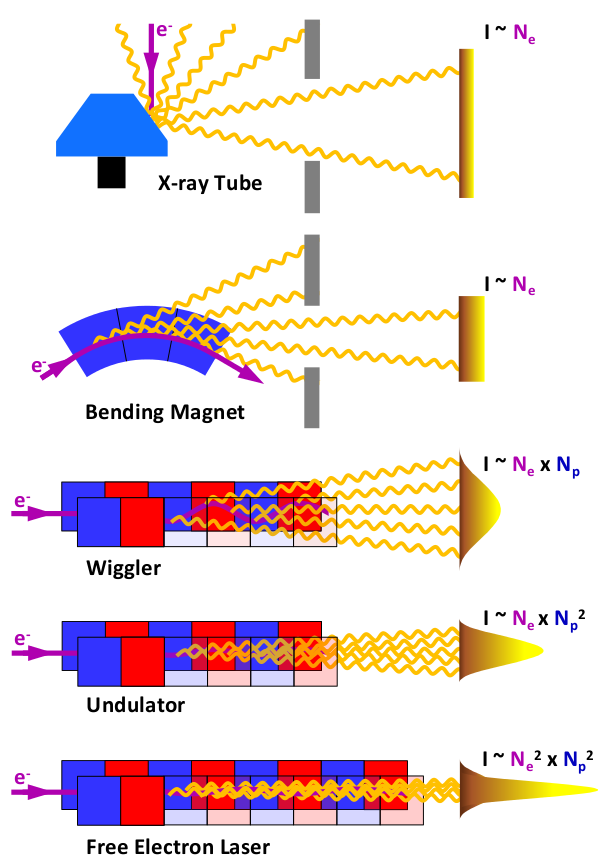 e⁻
I ~ Nₑ
X-ray Tube
I ~ Nₑ
e⁻
Bending Magnet
I ~ Nₑ x Nₚ
e⁻
Wiggler
I ~ Nₑ x Nₚ²
e⁻
Undulator
I ~ Nₑ² x Nₚ²
e⁻
Free Electron Laser